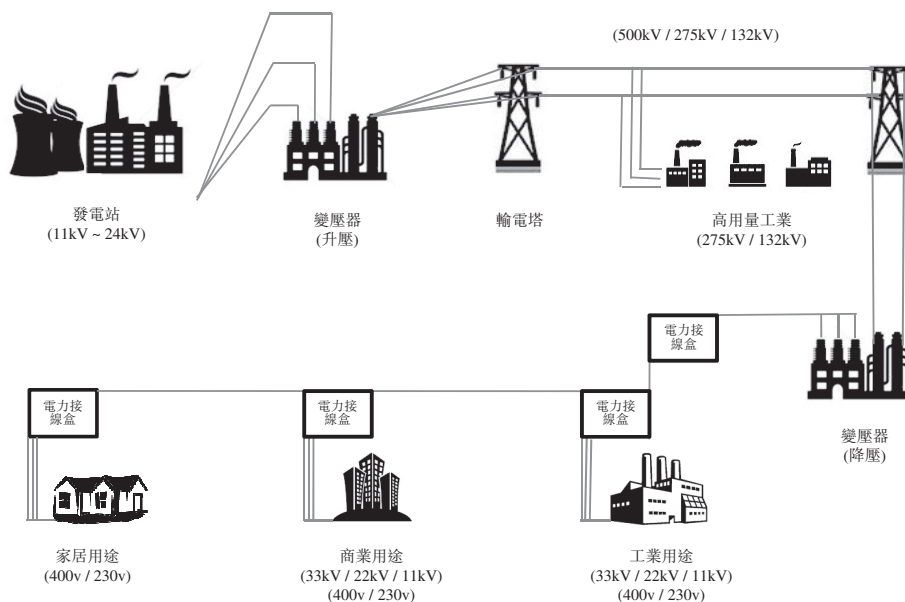 (500kV / 275kV / 132kV)
發電站
(11kV ~ 24kV)
變壓器
(升壓)
輸電塔
高用量工業
(275kV / 132kV)
電力接
線盒
電力接
線盒
電力接
線盒
電力接
線盒
變壓器
(降壓)
家居用途
(400v / 230v)
商業用途
(33kV / 22kV / 11kV)
(400v / 230v)
工業用途
(33kV / 22kV / 11kV)
(400v / 230v)